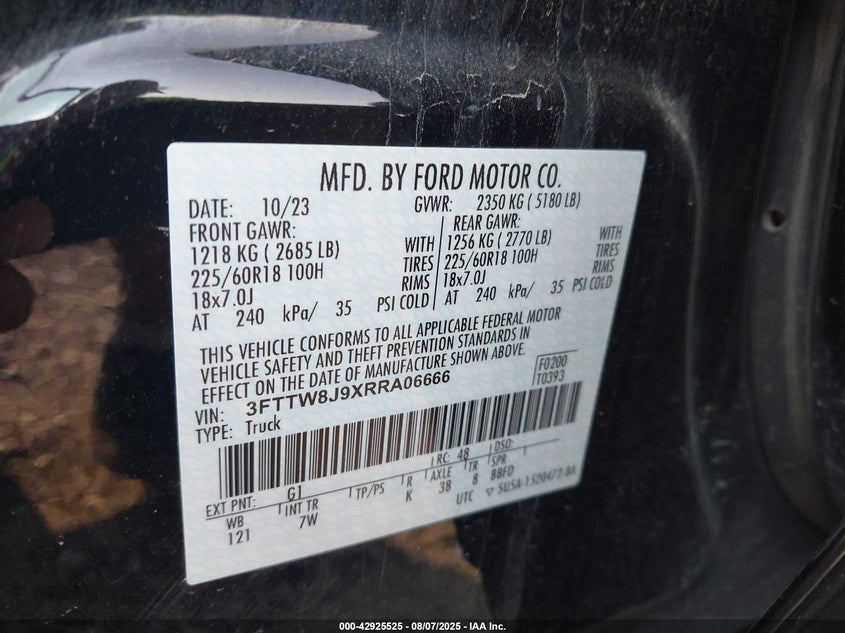 MFD. BY FORD MOTOR CO.
DATE: 10/23 GVWR: 2350 KG ( 5180 LB)
FRONT GAWR: REAR GAWR:
1218 KG ( 2685 LB) WITH 1256 KG ( 2770 LB) WITH
225/60R18 100H TIRES 225/60R18 100H TIRES
18x7.0J RIMS 18x7.0J RIMS
AT 240 kPa/ 35 PSI COLD AT 240 kPa/ 35 PSI COLD
THIS VEHICLE CONFORMS TO ALL APPLICABLE FEDERAL MOTOR
VEHICLE SAFETY AND THEFT PREVENTION STANDARDS IN
EFFECT ON THE DATE OF MANUFACTURE SHOWN ABOVE.
F0200
T0393
VIN: 3FTTW8J9XRRA06666
TYPE: Truck
RC: 48 DSO:
EXT PNT: G1 TP/PS R AXLE TR SPR
K 38 8 BBFD
WB INT TR UTC
121 7W
5U5A-1520472-BA
000-42925525 - 08/07/2025 - IAA Inc.